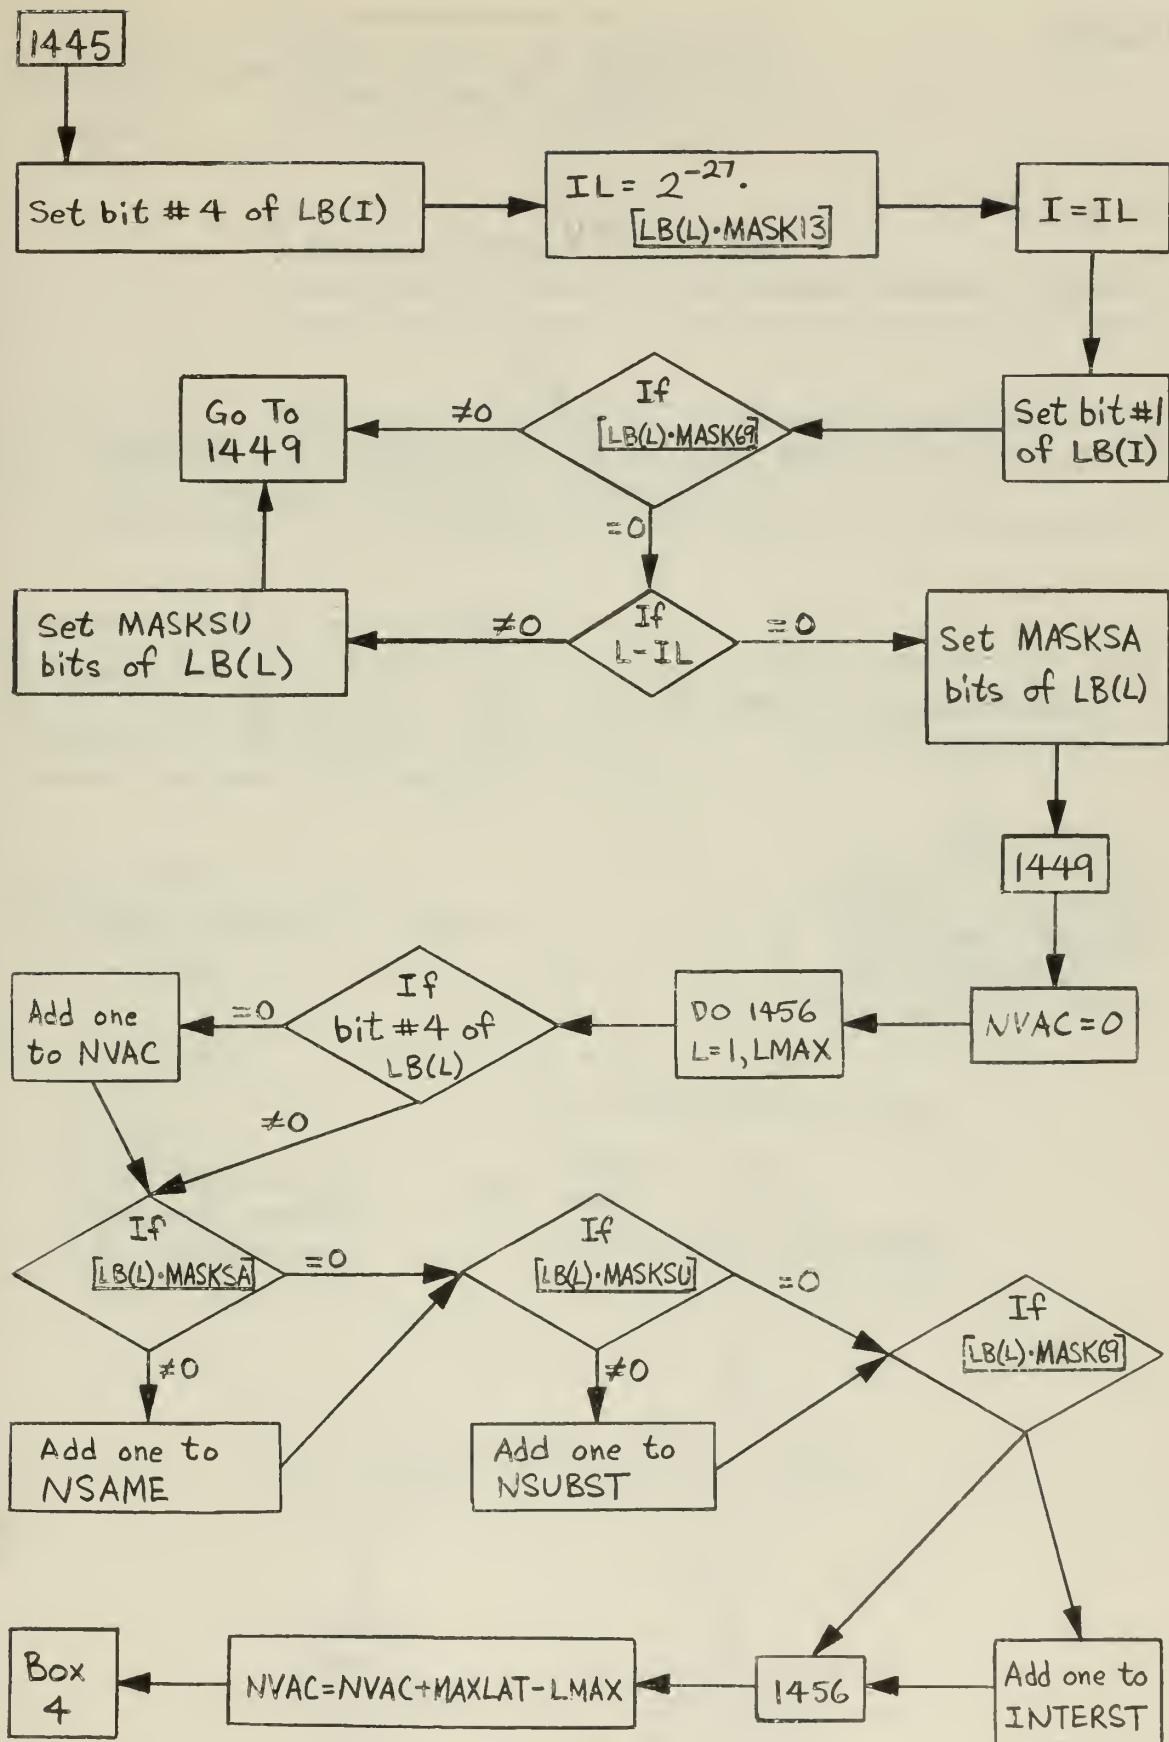 1445
Set bit #4 of LB(I)
IL = 2^-27.
[LB(L)·MASK13]
I=IL
Set bit #1
of LB(I)
If
[LB(L)·MASK69]
≠0
Go To
1449
=0
If
L-IL
≠0
=0
Set MASKSU
bits of LB(L)
Set MASKSA
bits of LB(L)
1449
NVAC=0
DO 1456
L=1, LMAX
If
bit #4 of
LB(L)
=0
Add one
to NVAC
≠0
If
[LB(L)·MASKSA]
=0
≠0
Add one to
NSAME
If
[LB(L)·MASKSU]
=0
≠0
Add one to
NSUBST
If
[LB(L)·MASK69]
Add one to
INTERST
1456
NVAC=NVAC+MAXLAT-LMAX
Box
4